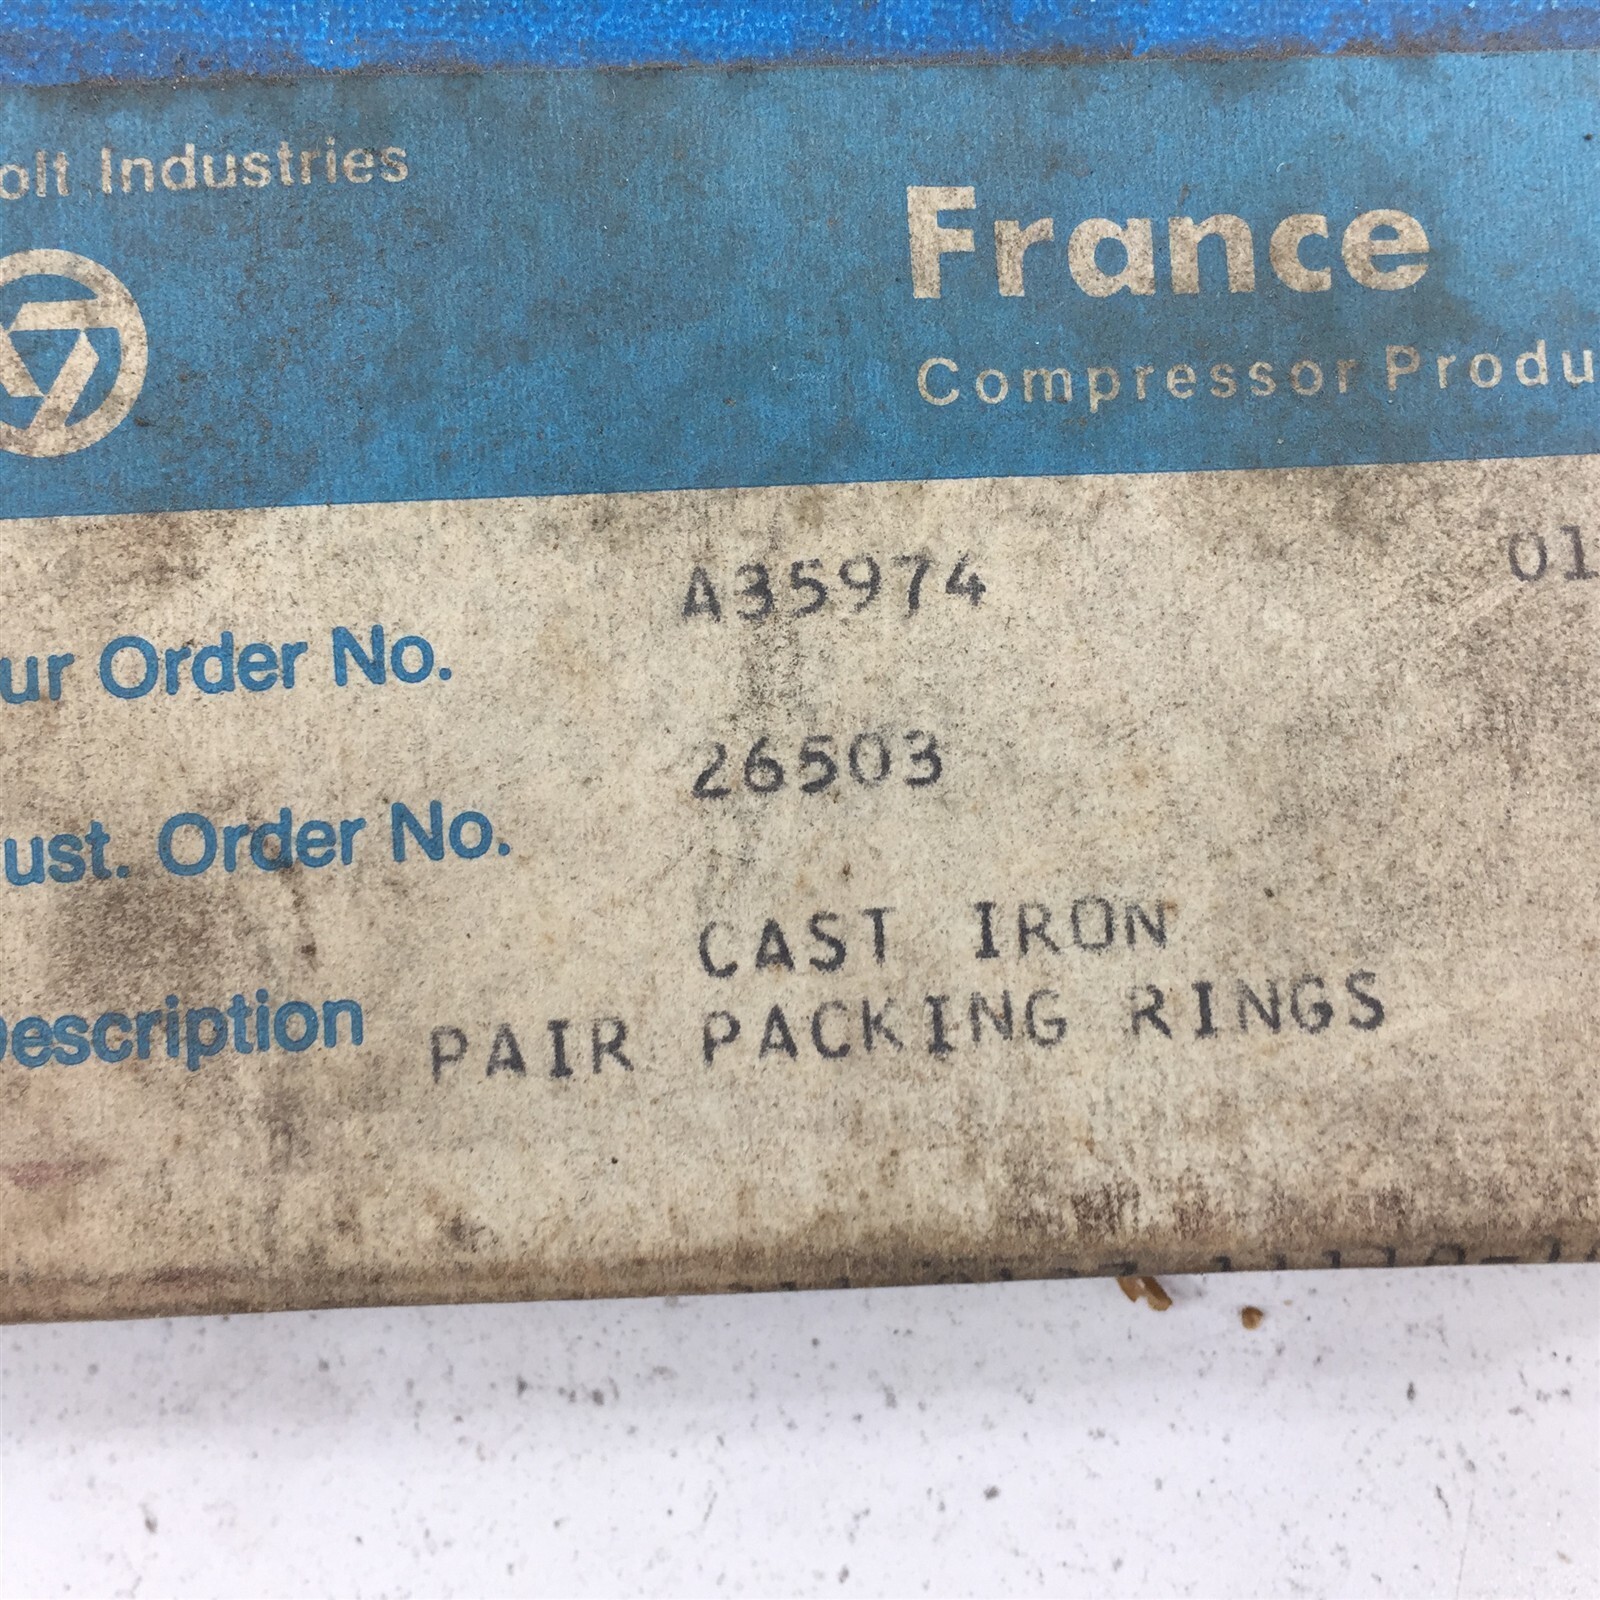 olt Industries
France
Compressor Produ
A35974 01
ur Order No.
26503
ust. Order No.
CAST IRON
escription PAIR PACKING RINGS